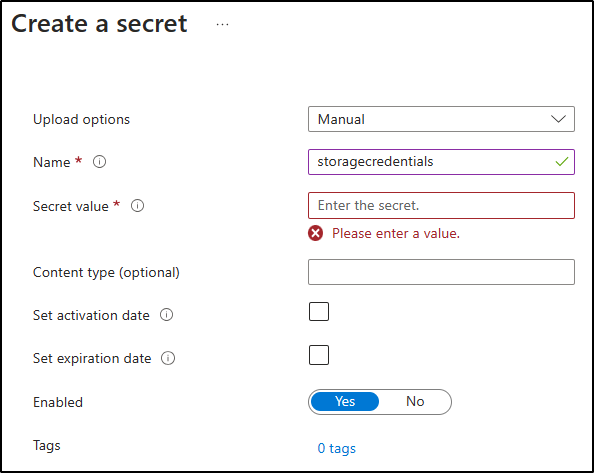 Create a secret ...
Upload options Manual
Name * storagecredentials
Secret value * Enter the secret.
Please enter a value.
Content type (optional)
Set activation date
Set expiration date
Enabled Yes No
Tags 0 tags